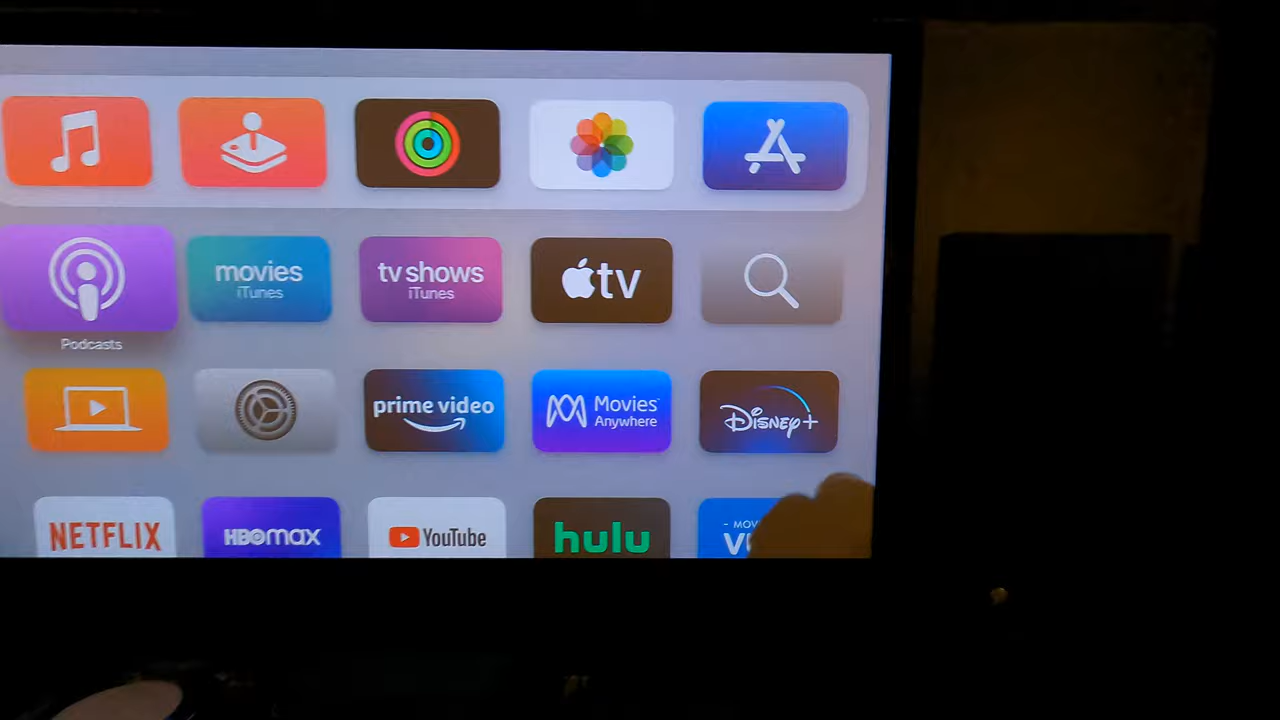 movies
iTunes
tv shows
iTunes
tv
Podcasts
prime video
Movies
Anywhere
Disney+
NETFLIX
HBOMAX
YouTube
hulu